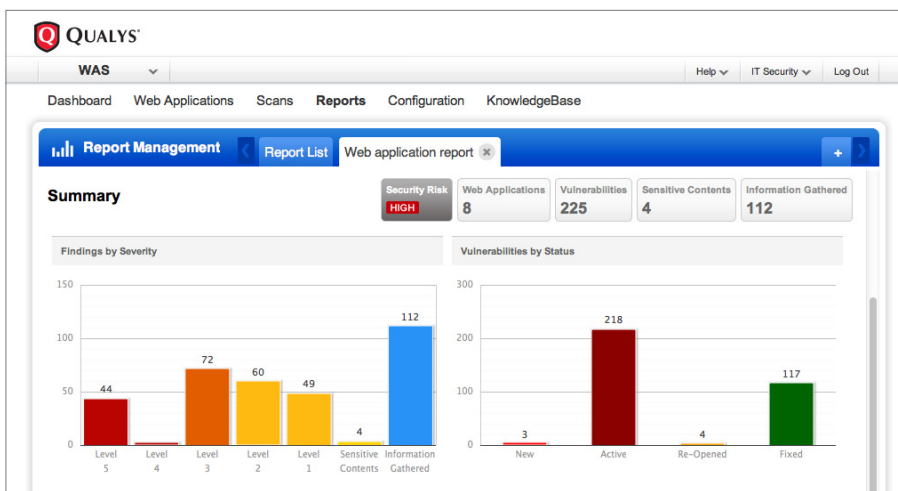 QUALYS®
WAS
Help IT Security Log Out
Dashboard Web Applications Scans Reports Configuration KnowledgeBase
Report Management Report List Web application report +
Summary
Security Risk Web Applications Vulnerabilities Sensitive Contents Information Gathered
HIGH 8 225 4 112
Findings by Severity
150
100
50
0
44
72
60
49
4
112
Level 5
Level 4
Level 3
Level 2
Level 1
Sensitive Contents
Information Gathered
Vulnerabilities by Status
300
200
100
0
3
218
4
117
New Active Re-Opened Fixed